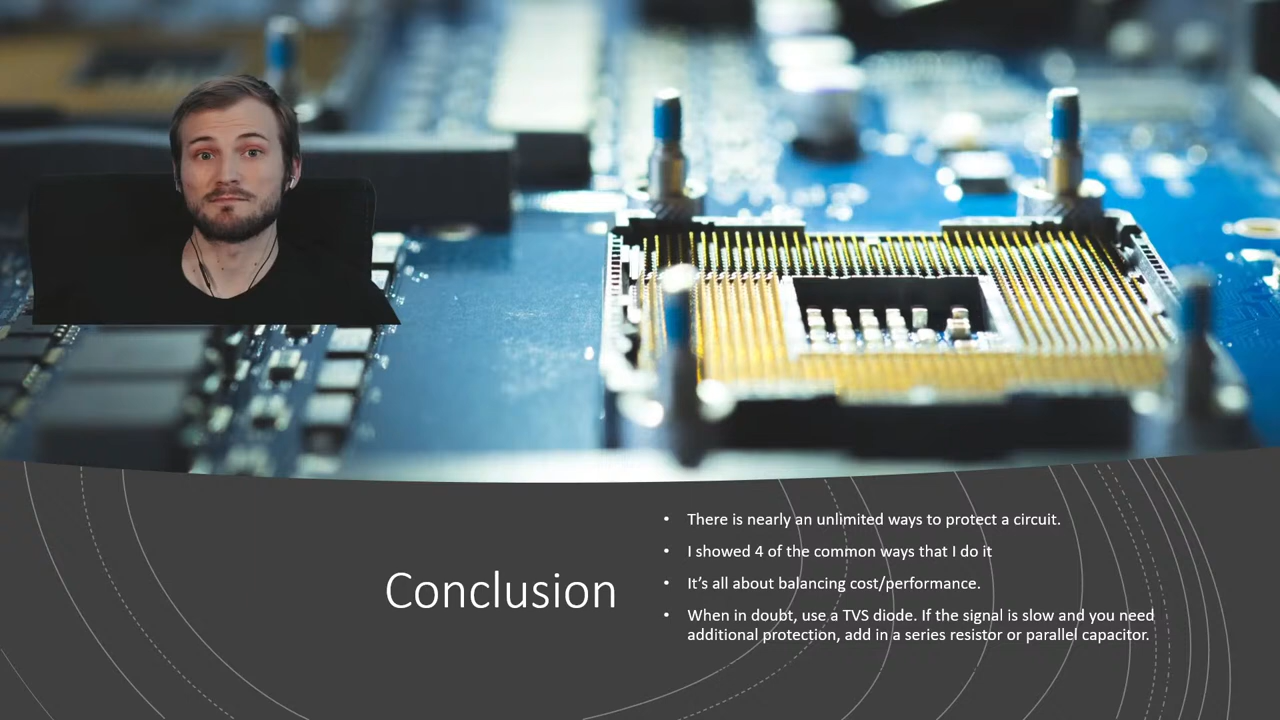 Conclusion
• There is nearly an unlimited ways to protect a circuit.
• I showed 4 of the common ways that I do it
• It's all about balancing cost/performance.
• When in doubt, use a TVS diode. If the signal is slow and you need
additional protection, add in a series resistor or parallel capacitor.